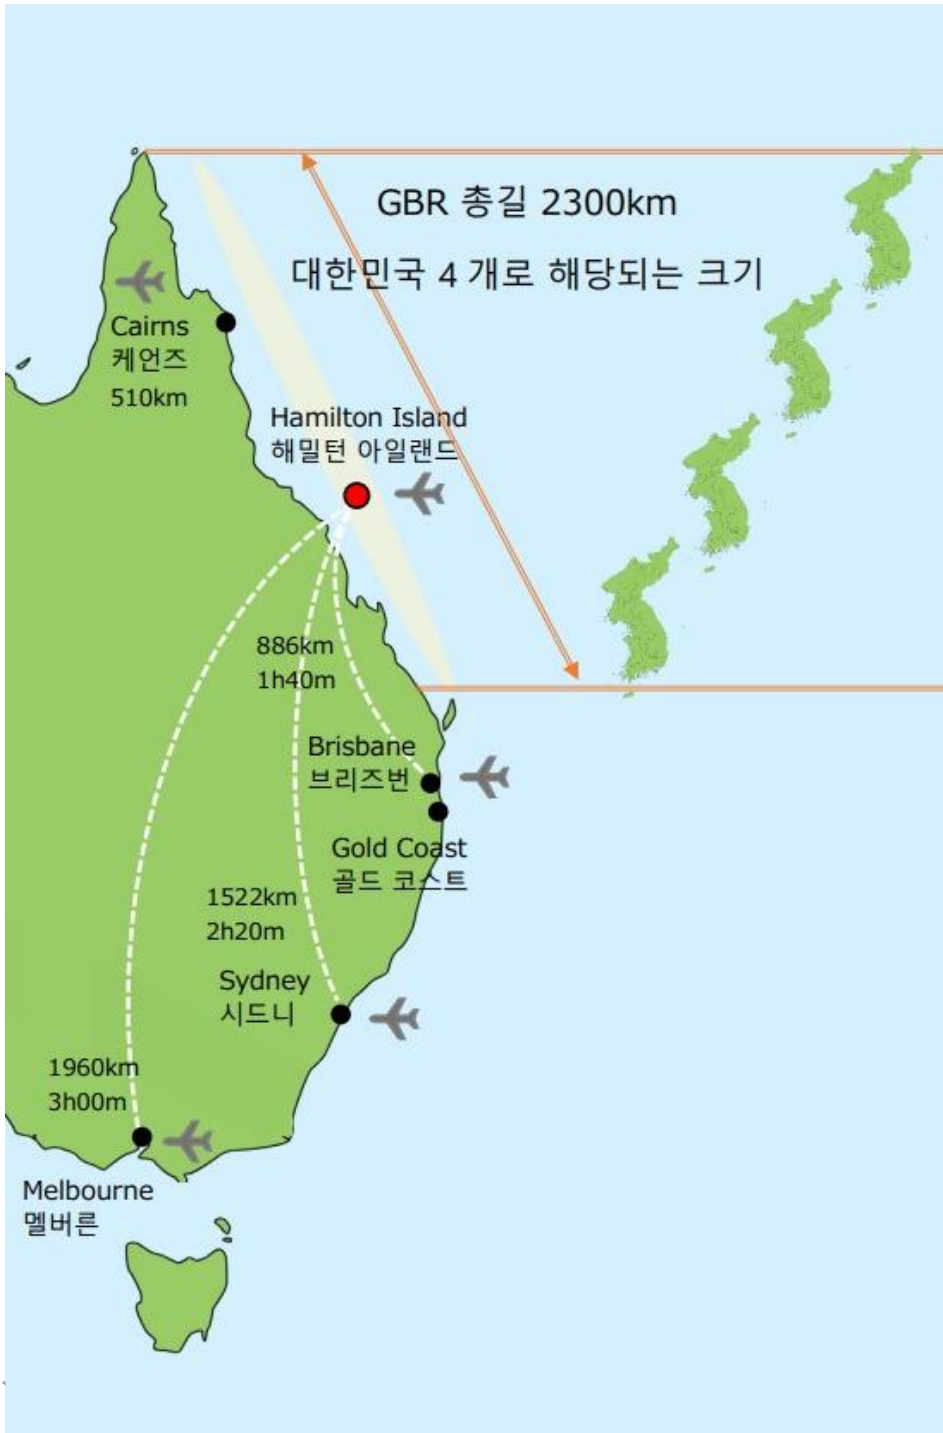 GBR 총길 2300km
대한민국 4 개로 해당되는 크기
Cairns
케언즈
510km
Hamilton Island
해밀턴 아일랜드
886km
1h40m
Brisbane
브리즈번
Gold Coast
골드 코스트
1522km
2h20m
Sydney
시드니
1960km
3h00m
Melbourne
멜버른